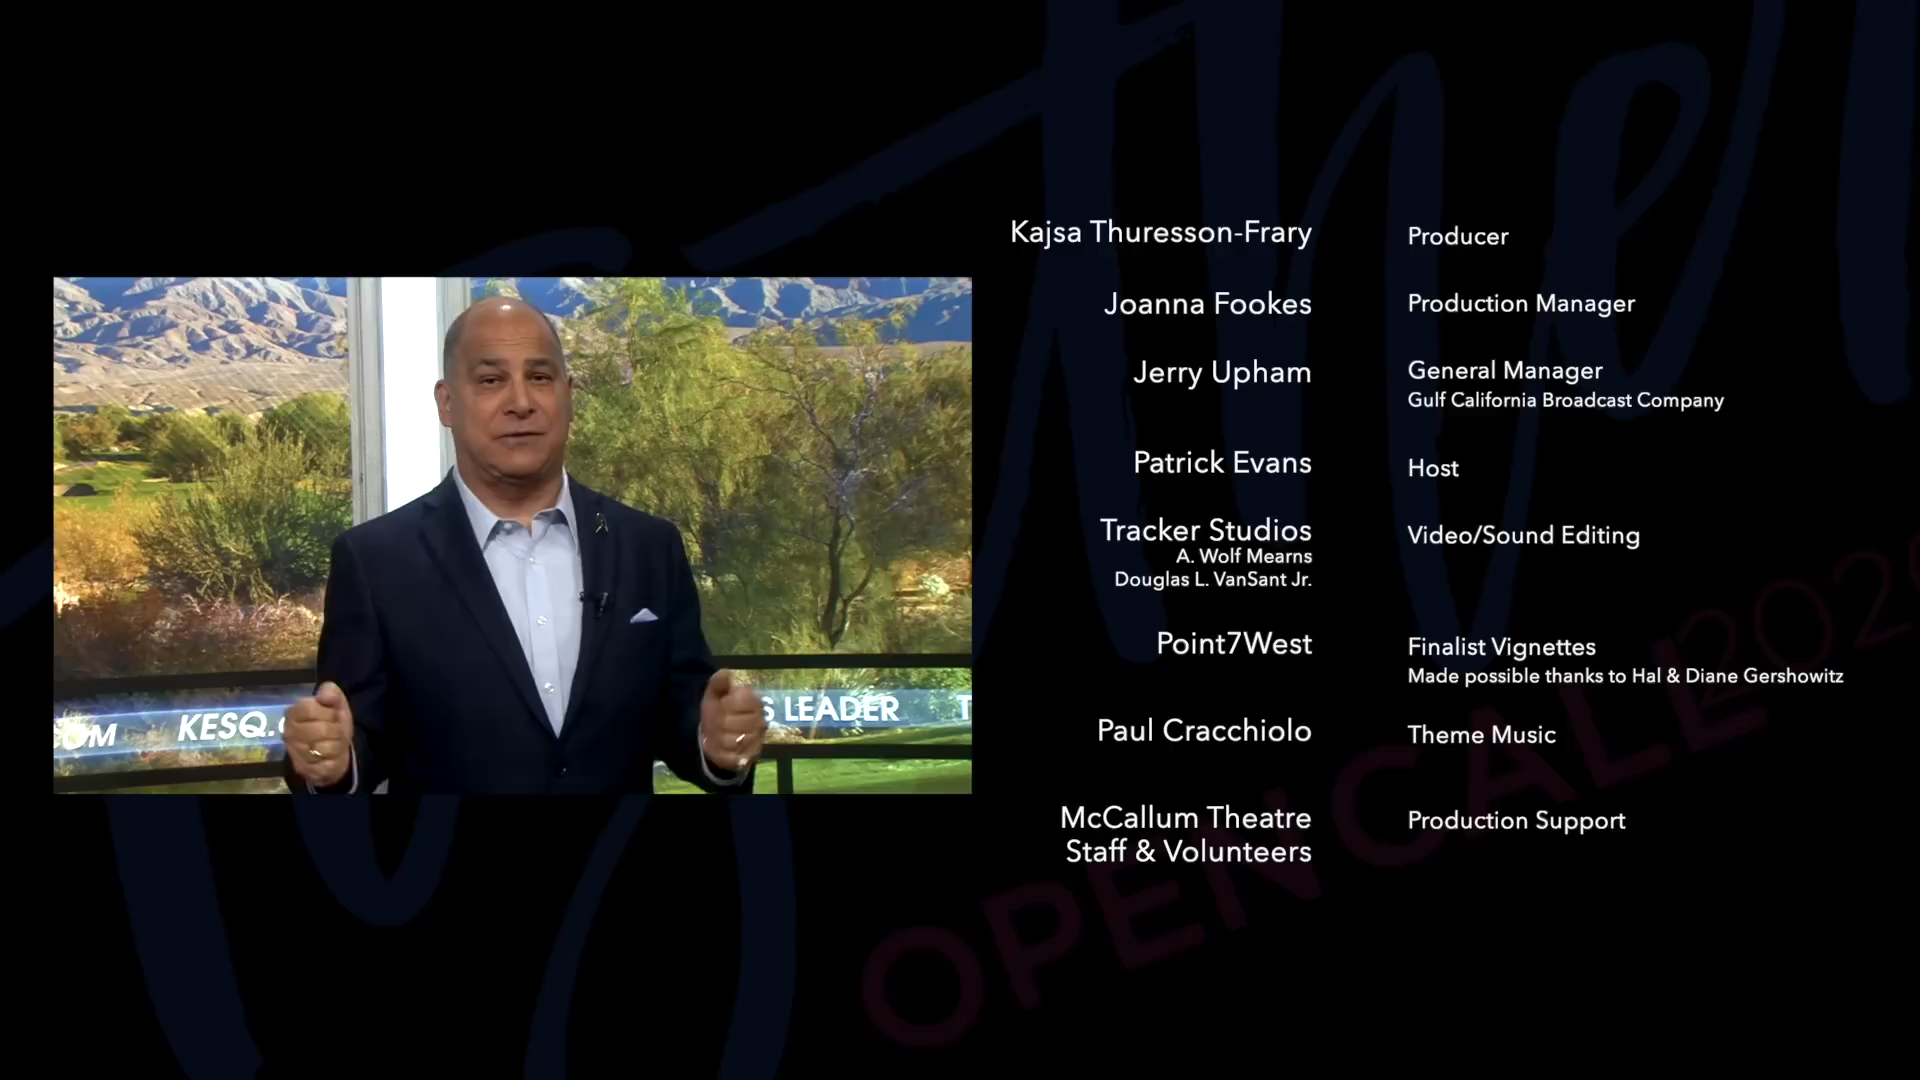 Kajsa Thuresson-Frary Producer
Joanna Fookes Production Manager
Jerry Upham General Manager
Gulf California Broadcast Company
Patrick Evans Host
Tracker Studios Video/Sound Editing
A. Wolf Mearns
Douglas L. VanSant Jr.
Point7West Finalist Vignettes
Made possible thanks to Hal & Diane Gershowitz
Paul Cracchiolo Theme Music
McCallum Theatre Production Support
Staff & Volunteers
COM KESQ.c S LEADER T
OPEN CALL 202